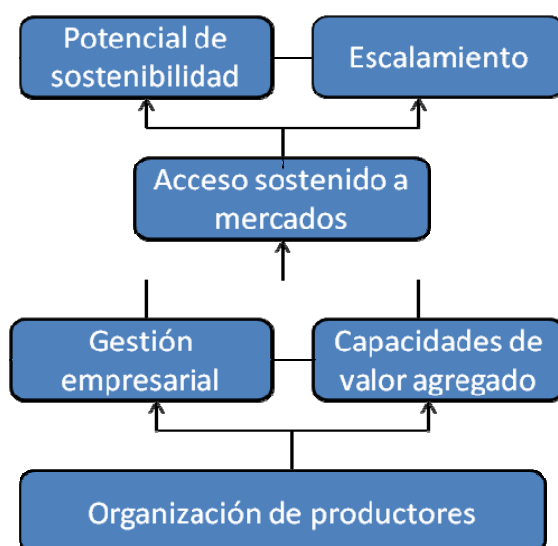 Potencial de
sostenibilidad
Escalamiento
Acceso sostenido a
mercados
Gestión
empresarial
Capacidades de
valor agregado
Organización de productores